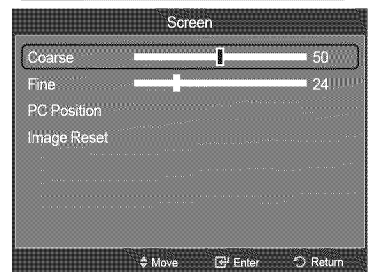 Screen
Coarse 50
Fine 24
PC Position
Image Reset
Move Enter Return